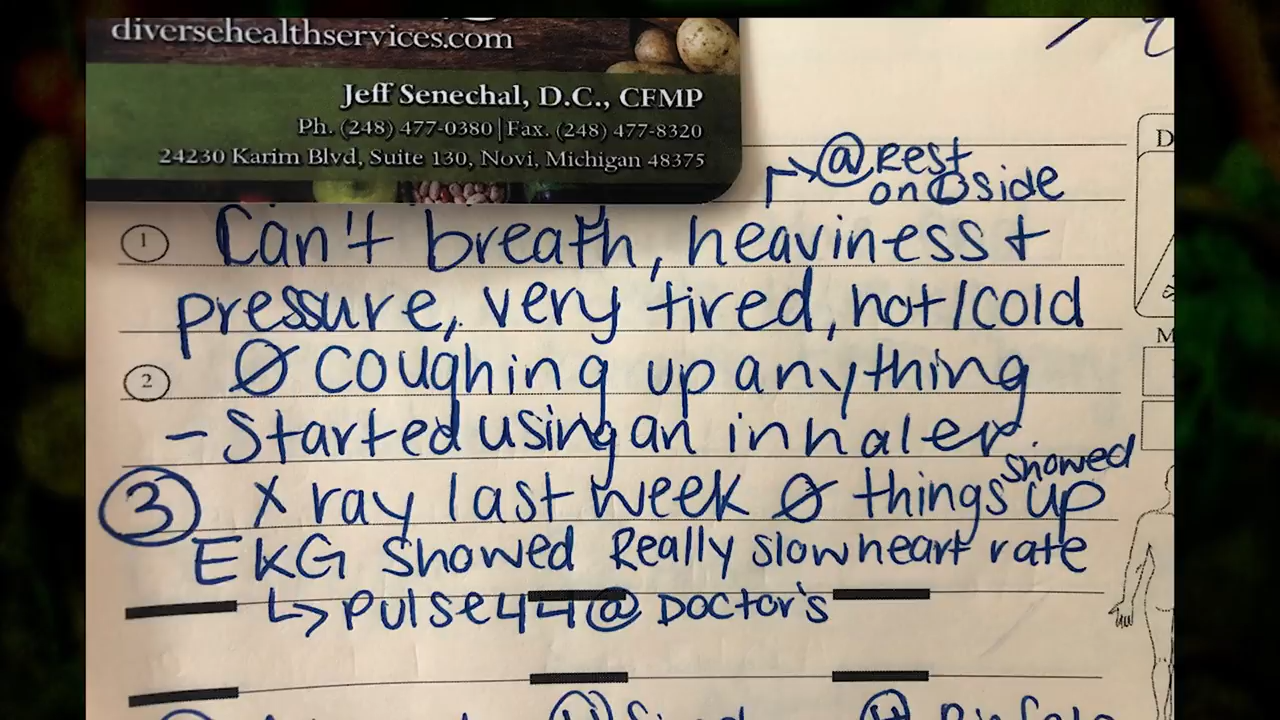 diversehealthservices.com
Jeff Senechal, D.C., CFMP
Ph. (248) 477-0380 | Fax. (248) 477-8320
24230 Karim Blvd, Suite 130, Novi, Michigan 48375
@ Rest
on side
1 Can't breath, heaviness +
pressure, very tired, hot/cold
2 Ø coughing up anything
- Started using an inhaler
showed
3 X ray last week Ø things up
EKG showed Really slow heart rate
↳ pulse 44 @ Doctor's
D
M